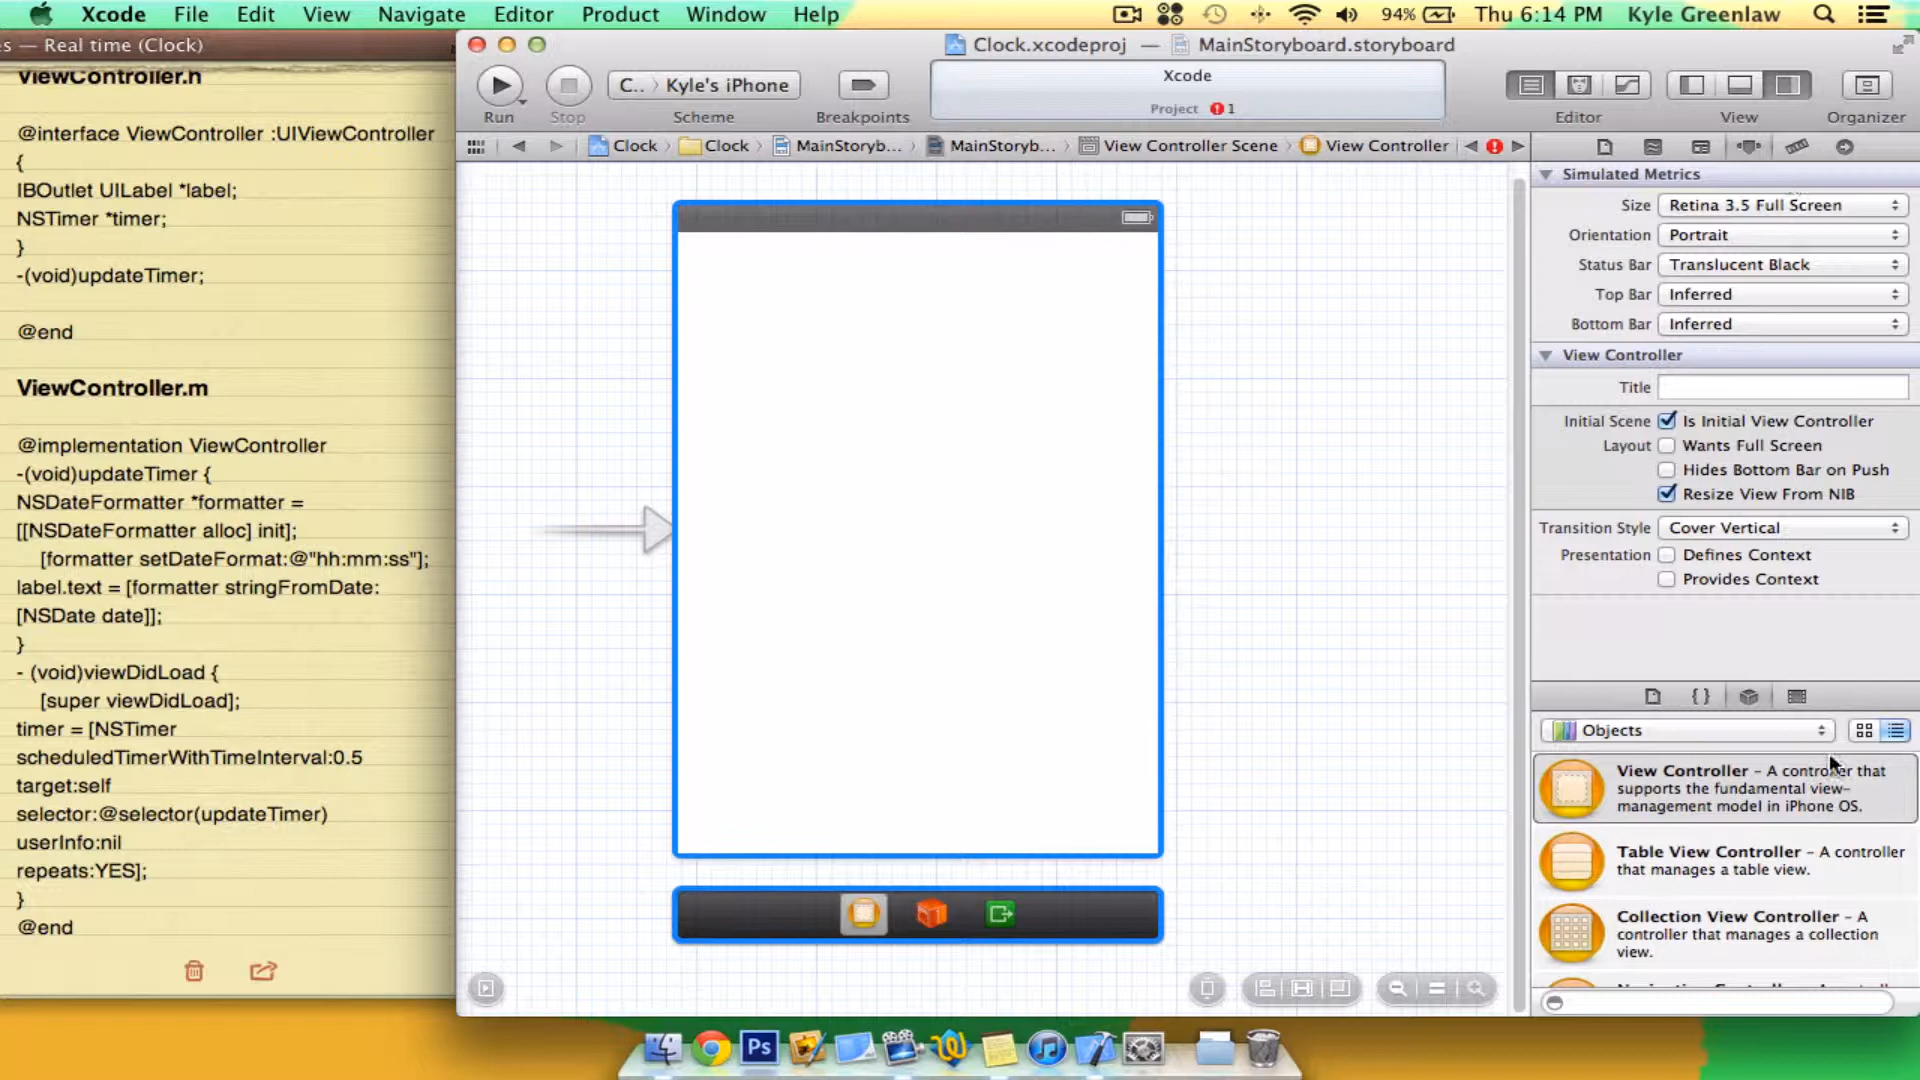 Xcode File Edit View Navigate Editor Product Window Help 94% Thu 6:14 PM Kyle Greenlaw
s — Real time (Clock)
ViewController.h
@interface ViewController :UIViewController
{
IBOutlet UILabel *label;
NSTimer *timer;
}
-(void)updateTimer;
@end
ViewController.m
@implementation ViewController
-(void)updateTimer {
NSDateFormatter *formatter =
[[NSDateFormatter alloc] init];
[formatter setDateFormat:@"hh:mm:ss"];
label.text = [formatter stringFromDate:
[NSDate date]];
}
- (void)viewDidLoad {
[super viewDidLoad];
timer = [NSTimer
scheduledTimerWithTimeInterval:0.5
target:self
selector:@selector(updateTimer)
userInfo:nil
repeats:YES];
}
@end
Clock.xcodeproj — MainStoryboard.storyboard
Run Stop
C.. › Kyle's iPhone
Scheme
Breakpoints
Xcode
Project 1
Editor View Organizer
Clock › Clock › MainStoryb... › MainStoryb... › View Controller Scene › View Controller
Simulated Metrics
Size Retina 3.5 Full Screen
Orientation Portrait
Status Bar Translucent Black
Top Bar Inferred
Bottom Bar Inferred
View Controller
Title
Initial Scene Is Initial View Controller
Layout Wants Full Screen
Hides Bottom Bar on Push
Resize View From NIB
Transition Style Cover Vertical
Presentation Defines Context
Provides Context
{ }
Objects
View Controller – A controller that
supports the fundamental view-
management model in iPhone OS.
Table View Controller – A controller
that manages a table view.
Collection View Controller – A
controller that manages a collection
view.
Ps